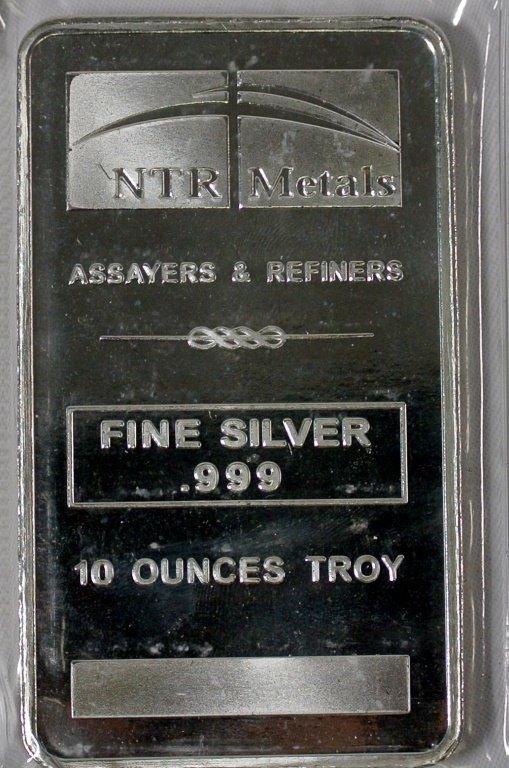 NTR Metals
ASSAYERS & REFINERS
FINE SILVER
.999
10 OUNCES TROY